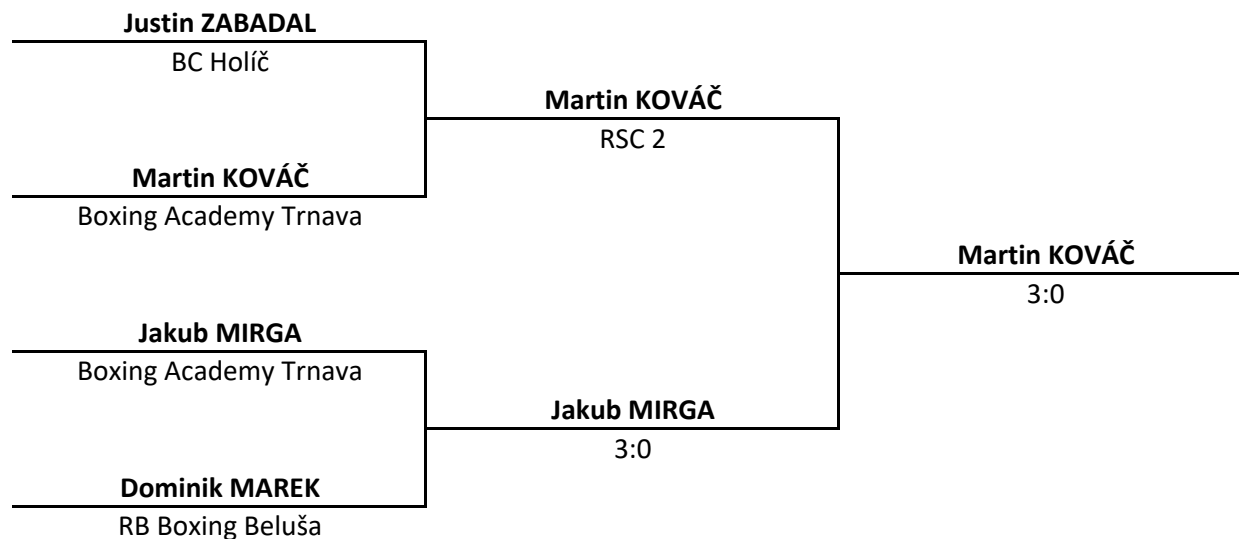 Justin ZABADAL
BC Holíč
Martin KOVÁČ
RSC 2
Martin KOVÁČ
Boxing Academy Trnava
Martin KOVÁČ
3:0
Jakub MIRGA
Boxing Academy Trnava
Jakub MIRGA
3:0
Dominik MAREK
RB Boxing Beluša